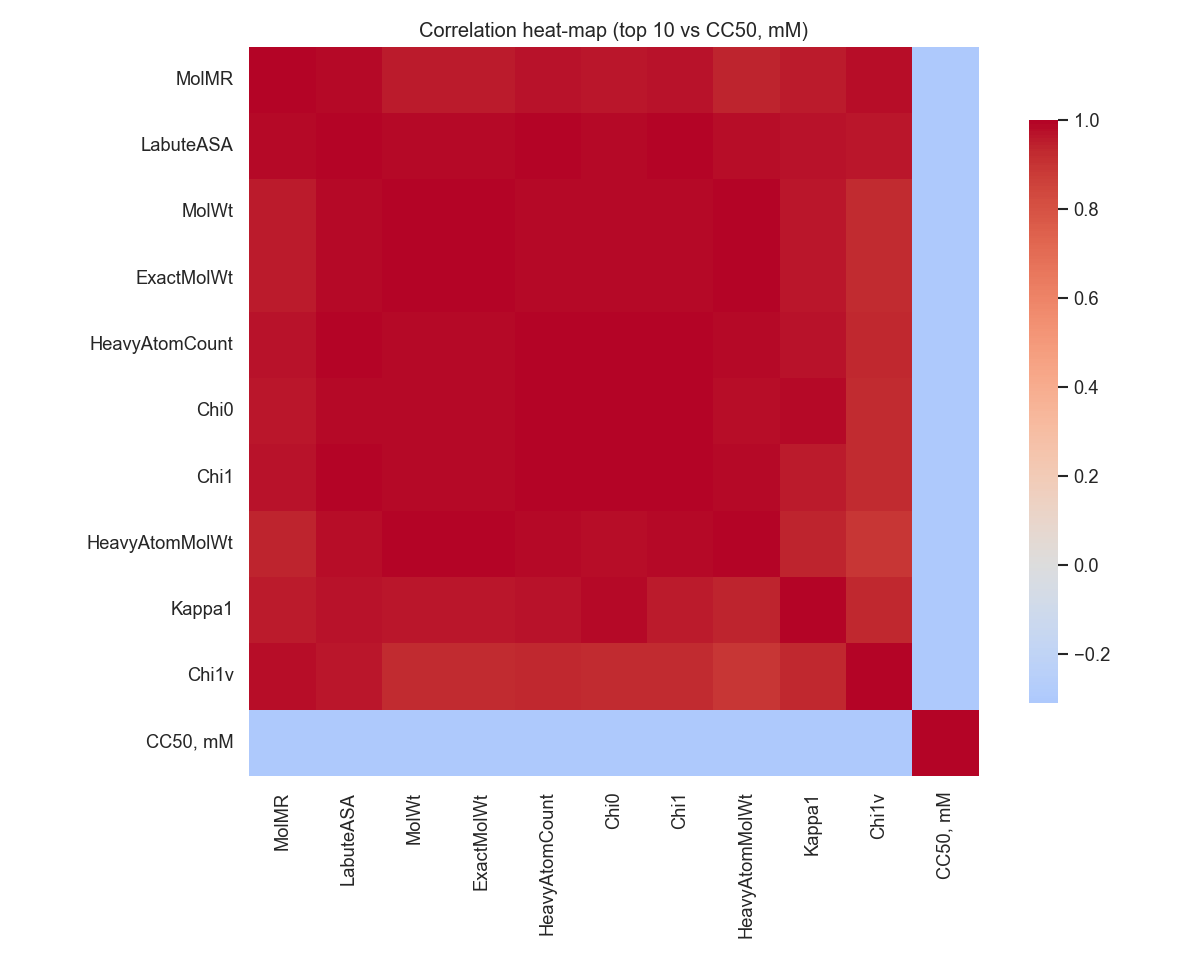 Correlation heat-map (top 10 vs CC50, mM)
MolMR
LabuteASA
MolWt
ExactMolWt
HeavyAtomCount
Chi0
Chi1
HeavyAtomMolWt
Kappa1
Chi1v
CC50, mM
MolMR
LabuteASA
MolWt
ExactMolWt
HeavyAtomCount
Chi0
Chi1
HeavyAtomMolWt
Kappa1
Chi1v
CC50, mM
1.0
0.8
0.6
0.4
0.2
0.0
−0.2